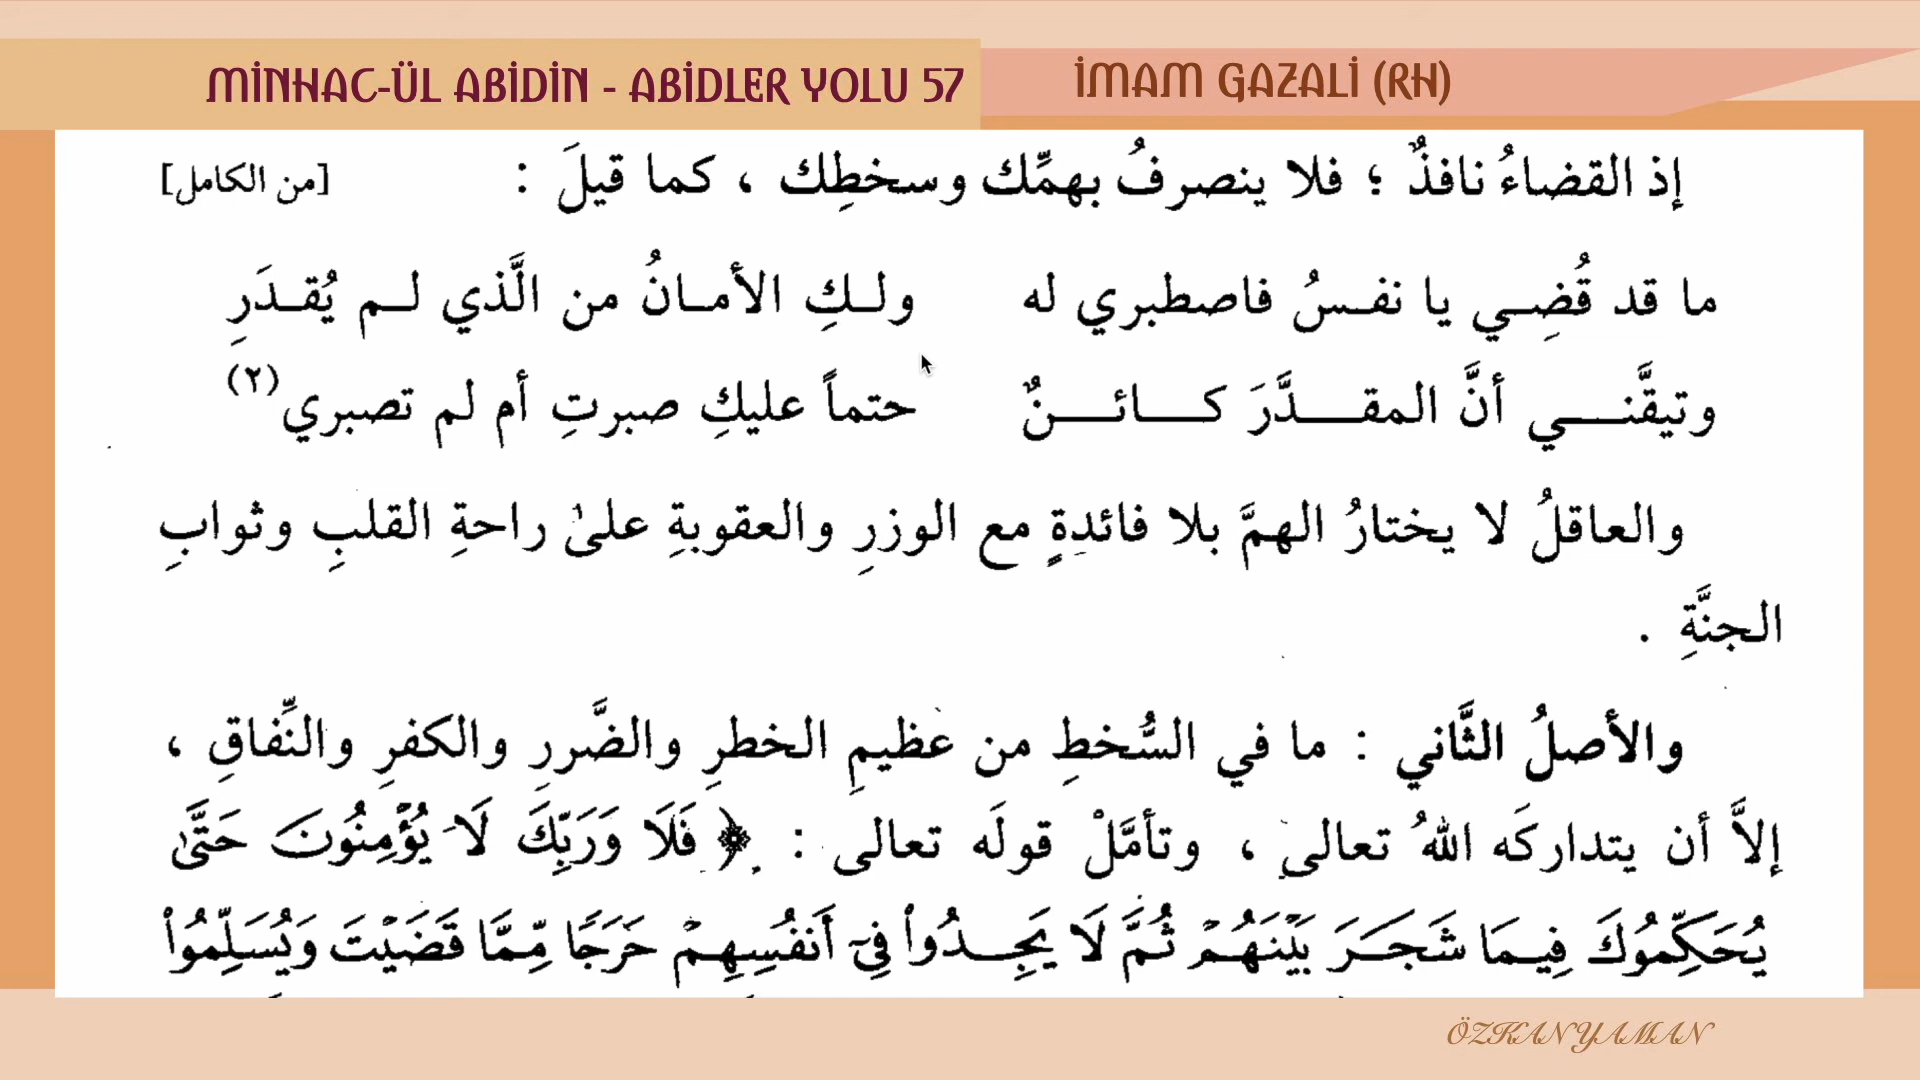 MİNHAC-ÜL ABİDİN - ABİDLER YOLU 57
İMAM GAZALİ (RH)
إذ القضاءُ نافذٌ ؛ فلا ينصرفُ بهمِّك وسخطِك ، كما قيلَ : [من الكامل]
ما قد قُضِي يا نفسُ فاصطبري له ولكِ الأمانُ من الَّذي لم يُقدَرِ
وتيقَّني أنَّ المقدَّرَ كائنٌ حتماً عليكِ صبرتِ أم لم تصبري(٢)
والعاقلُ لا يختارُ الهمَّ بلا فائدةٍ مع الوزرِ والعقوبةِ علىٰ راحةِ القلبِ وثوابِ
الجنَّةِ .
والأصلُ الثَّاني : ما في السُّخطِ من عظيمِ الخطرِ والضَّررِ والكفرِ والنِّفاقِ ،
إلاَّ أن يتداركَه اللهُ تعالى ، وتأمَّلْ قولَه تعالى : ﴿ فَلَا وَرَبِّكَ لَا يُؤْمِنُونَ حَتَّىٰ
يُحَكِّمُوكَ فِيمَا شَجَرَ بَيْنَهُمْ ثُمَّ لَا يَجِدُواْ فِيٓ أَنفُسِهِمْ حَرَجًا مِّمَّا قَضَيْتَ وَيُسَلِّمُواْ
ÖZKAN YAMAN